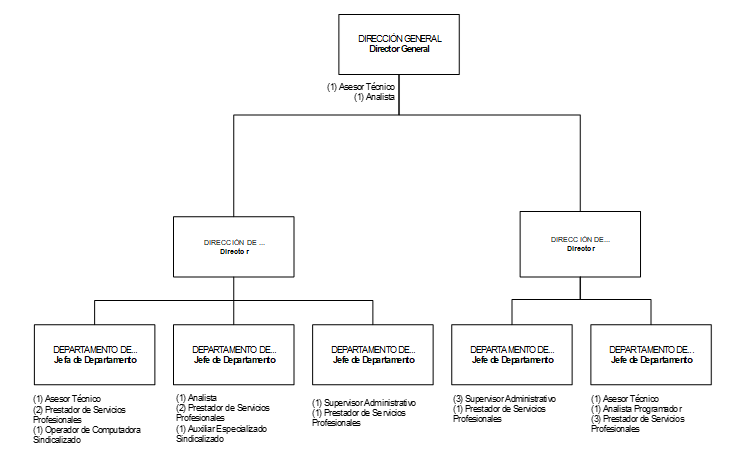 DIRECCIÓN GENERAL
Director General
(1) Asesor Técnico
(1) Analista
DIRECCIÓN DE ...
Director
DIRECCIÓN DE...
Director
DEPARTAMENTO DE...
Jefa de Departamento
DEPARTAMENTO DE...
Jefe de Departamento
DEPARTAMENTO DE...
Jefe de Departamento
DEPARTAMENTO DE...
Jefe de Departamento
DEPARTAMENTO DE...
Jefe de Departamento
(1) Asesor Técnico
(2) Prestador de Servicios
Profesionales
(1) Operador de Computadora
Sindicalizado
(1) Analista
(2) Prestador de Servicios
Profesionales
(1) Auxiliar Especializado
Sindicalizado
(1) Supervisor Administrativo
(1) Prestador de Servicios
Profesionales
(3) Supervisor Administrativo
(1) Prestador de Servicios
Profesionales
(1) Asesor Técnico
(1) Analista Programador
(3) Prestador de Servicios
Profesionales